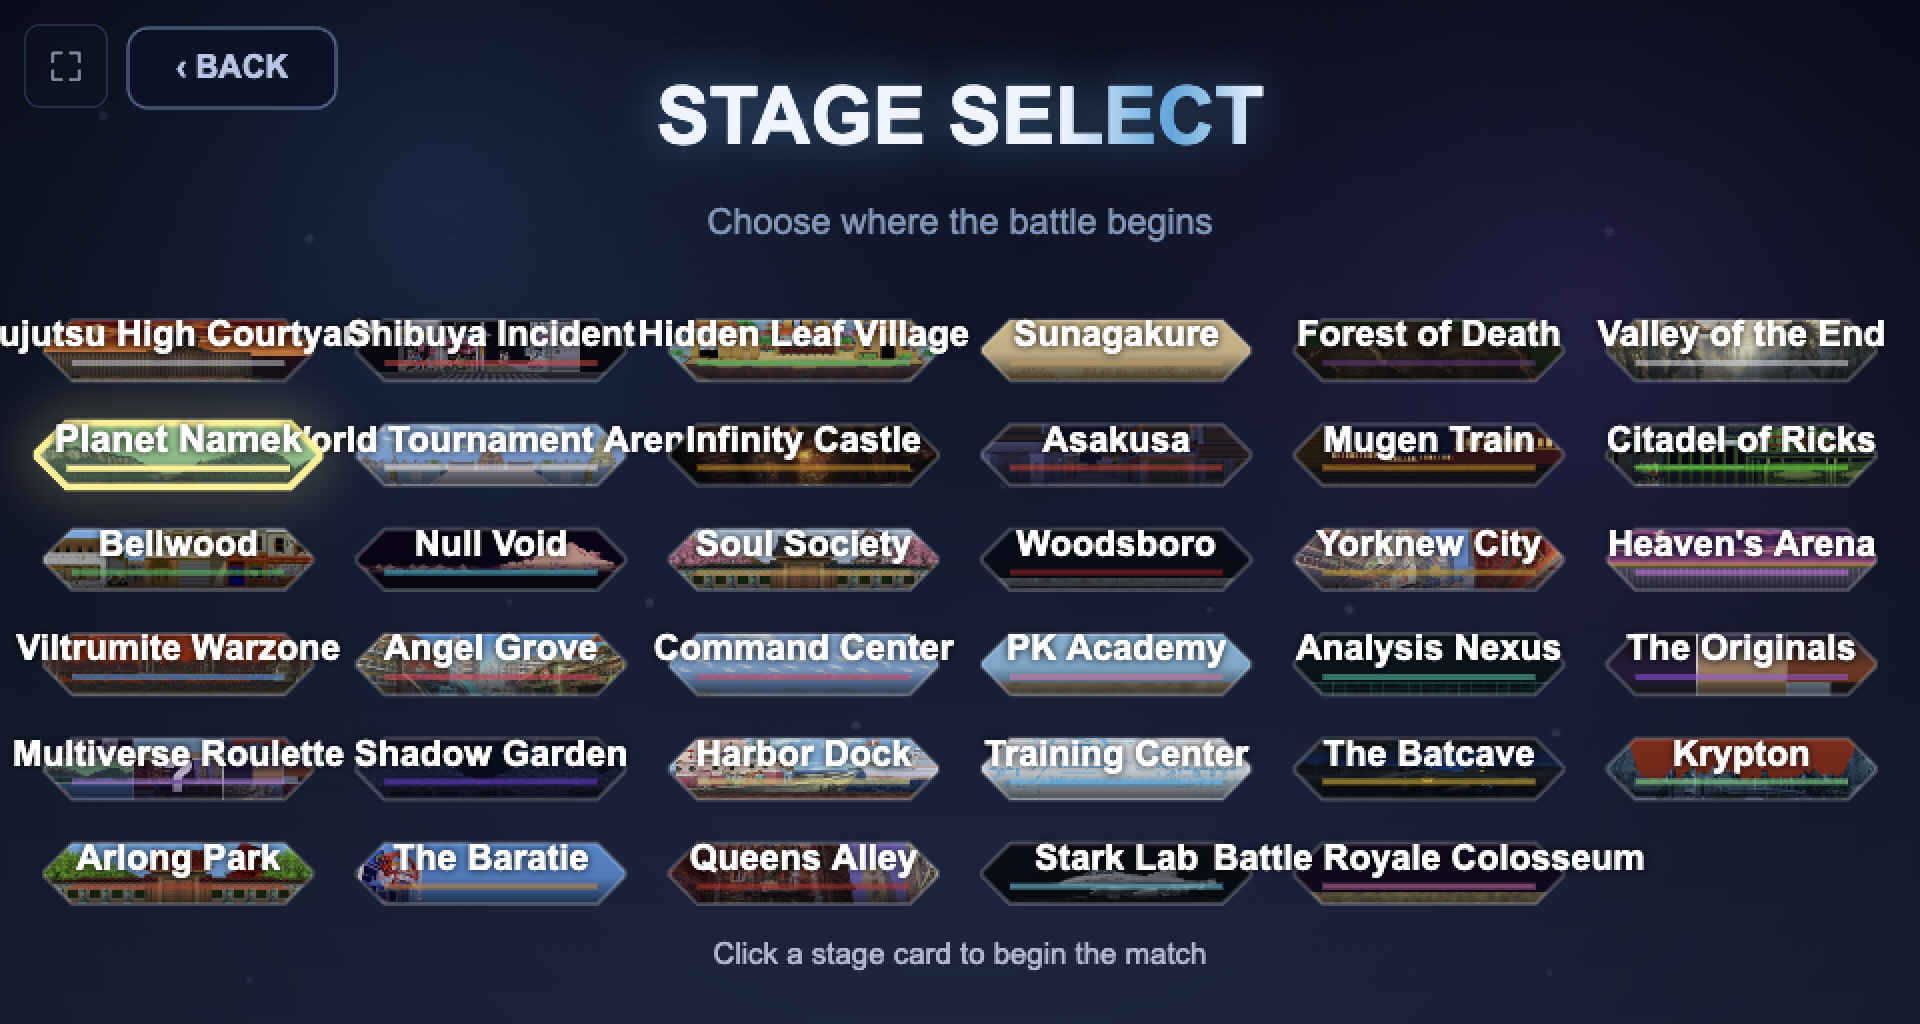 ‹ BACK
STAGE SELECT
Choose where the battle begins
ujutsu High Courtya Shibuya Incident Hidden Leaf Village Sunagakure Forest of Death Valley of the End
Planet Namek orld Tournament Aren Infinity Castle Asakusa Mugen Train Citadel of Ricks
Bellwood Null Void Soul Society Woodsboro Yorknew City Heaven's Arena
Viltrumite Warzone Angel Grove Command Center PK Academy Analysis Nexus The Originals
Multiverse Roulette Shadow Garden Harbor Dock Training Center The Batcave Krypton
?
Arlong Park The Baratie Queens Alley Stark Lab Battle Royale Colosseum
Click a stage card to begin the match